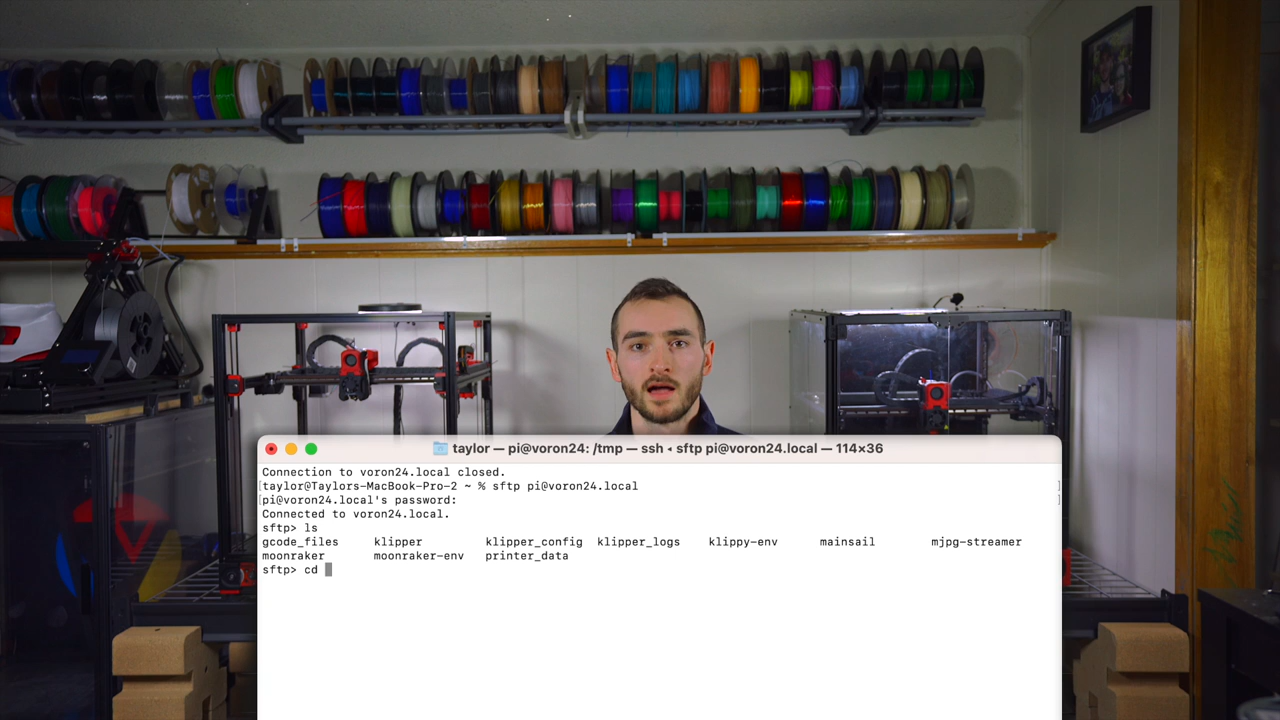 taylor — pi@voron24: /tmp — ssh ◂ sftp pi@voron24.local — 114×36
Connection to voron24.local closed.
[taylor@Taylors-MacBook-Pro-2 ~ % sftp pi@voron24.local ]
[pi@voron24.local's password: ]
Connected to voron24.local.
sftp> ls
gcode_files klipper klipper_config klipper_logs klippy-env mainsail mjpg-streamer
moonraker moonraker-env printer_data
sftp> cd